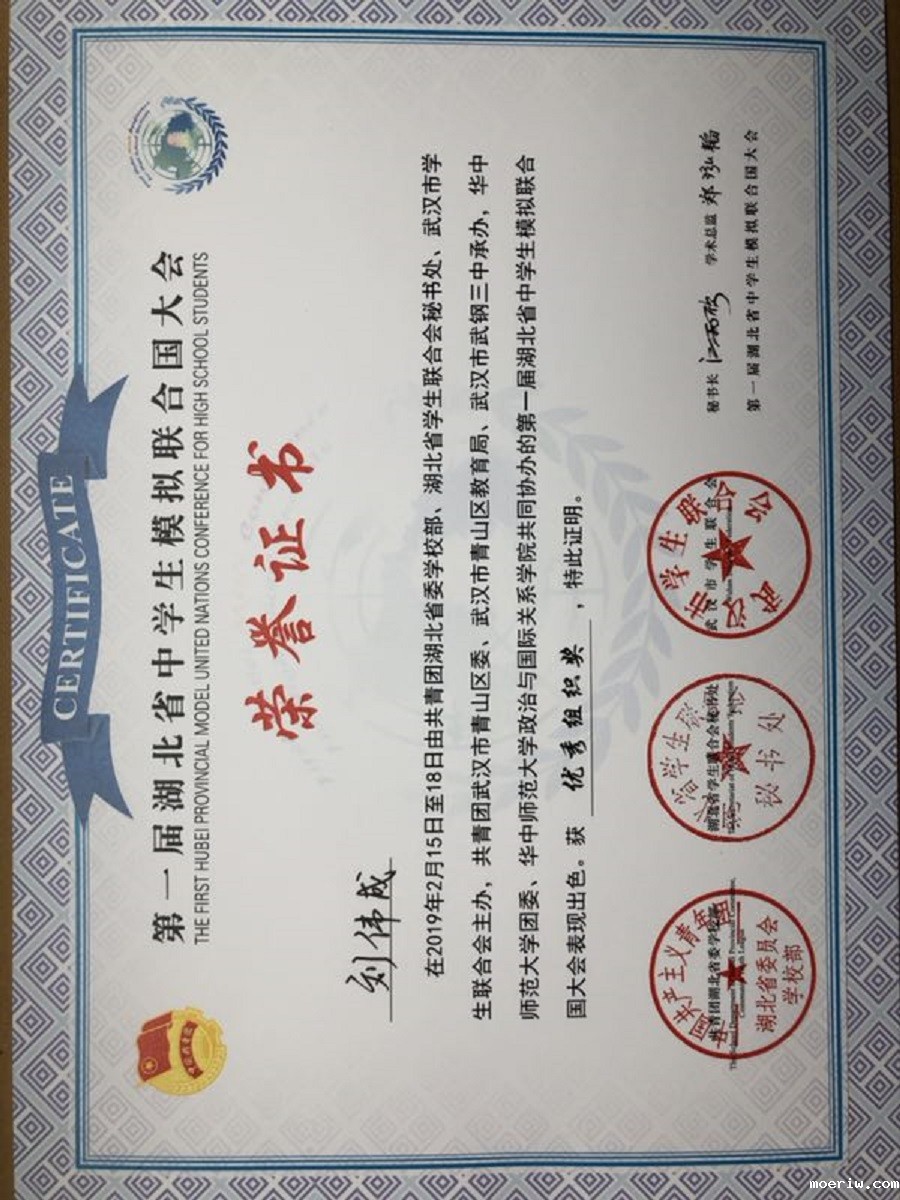 CERTIFICATE
第一届湖北省中学生模拟联合国大会
THE FIRST HUBEI PROVINCIAL MODEL UNITED NATIONS CONFERENCE FOR HIGH SCHOOL STUDENTS
荣誉证书
刘伟成
在2019年2月15日至18日由共青团湖北省委学校部、湖北省学生联合会秘书处、武汉市学
生联合会主办，共青团武汉市青山区委、武汉市青山区教育局、武汉市武钢三中承办，华中
师范大学团委、华中师范大学政治与国际关系学院共同协办的第一届湖北省中学生模拟联合
国大会表现出色。获 优秀组织奖 ，特此证明。
共青团湖北省委学校部
湖北省委员会
学校部
湖北省学生联合会秘书处
秘书处
武汉市学生联合会
秘书长 学术总监
第一届湖北省中学生模拟联合国大会
moeriw.com